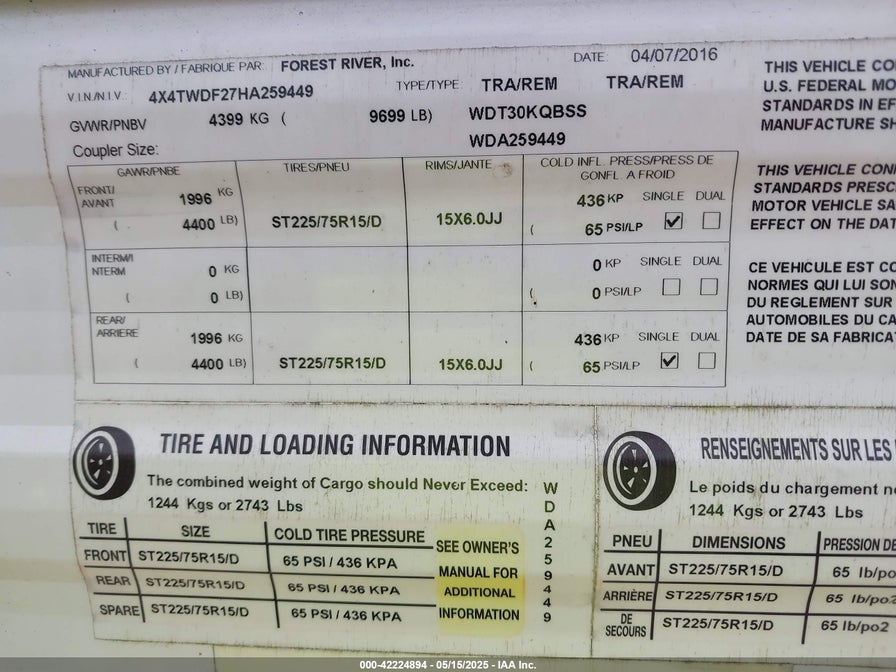 MANUFACTURED BY / FABRIQUE PAR: FOREST RIVER, Inc. DATE: 04/07/2016
V.I.N./N.I.V.: 4X4TWDF27HA259449 TYPE/TYPE: TRA/REM TRA/REM
GVWR/PNBV 4399 KG ( 9699 LB) WDT30KQBSS
Coupler Size: WDA259449
GAWR/PNBE TIRES/PNEU RIMS/JANTE COLD INFL. PRESS/PRESS DE
GONFL. A FROID
FRONT/ 1996 KG 436 KP SINGLE DUAL
AVANT
( 4400 LB) ST225/75R15/D 15X6.0JJ ( 65 PSI/LP
INTERM/I 0 KG 0 KP SINGLE DUAL
NTERM
( 0 LB) ( 0 PSI/LP
REAR/
ARRIERE 1996 KG 436 KP SINGLE DUAL
( 4400 LB) ST225/75R15/D 15X6.0JJ ( 65 PSI/LP
THIS VEHICLE CO
U.S. FEDERAL MO
STANDARDS IN EF
MANUFACTURE SH
THIS VEHICLE CON
STANDARDS PRESC
MOTOR VEHICLE SA
EFFECT ON THE DAT
CE VEHICULE EST CO
NORMES QUI LUI SON
DU REGLEMENT SUR
AUTOMOBILES DU CA
DATE DE SA FABRICA
TIRE AND LOADING INFORMATION
The combined weight of Cargo should Never Exceed:
1244 Kgs or 2743 Lbs
TIRE SIZE COLD TIRE PRESSURE
FRONT ST225/75R15/D 65 PSI / 436 KPA
REAR ST225/75R15/D 65 PSI / 436 KPA
SPARE ST225/75R15/D 65 PSI / 436 KPA
SEE OWNER'S
MANUAL FOR
ADDITIONAL
INFORMATION
W
D
A
2
5
9
4
4
9
RENSEIGNEMENTS SUR LES
Le poids du chargement n
1244 Kgs or 2743 Lbs
PNEU DIMENSIONS PRESSION DE
AVANT ST225/75R15/D 65 lb/po
ARRIÈRE ST225/75R15/D 65 lb/po2
DE
SECOURS ST225/75R15/D 65 lb/po2
000-42224894 - 05/15/2025 - IAA Inc.